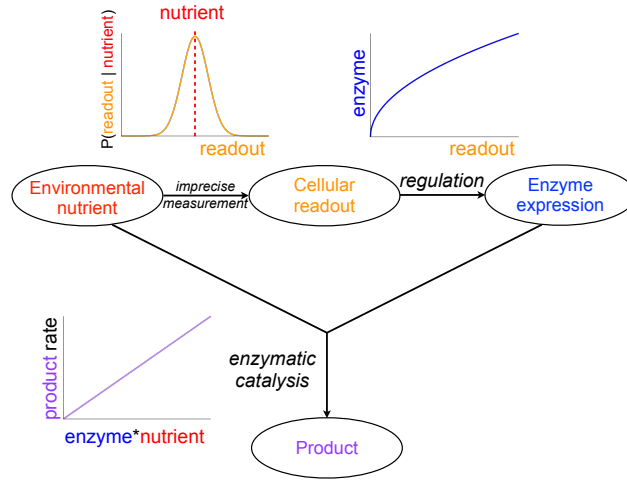 nutrient
P(readout | nutrient)
readout
enzyme
readout
Environmental
nutrient
imprecise
measurement
Cellular
readout
regulation
Enzyme
expression
product rate
enzyme*nutrient
enzymatic
catalysis
Product